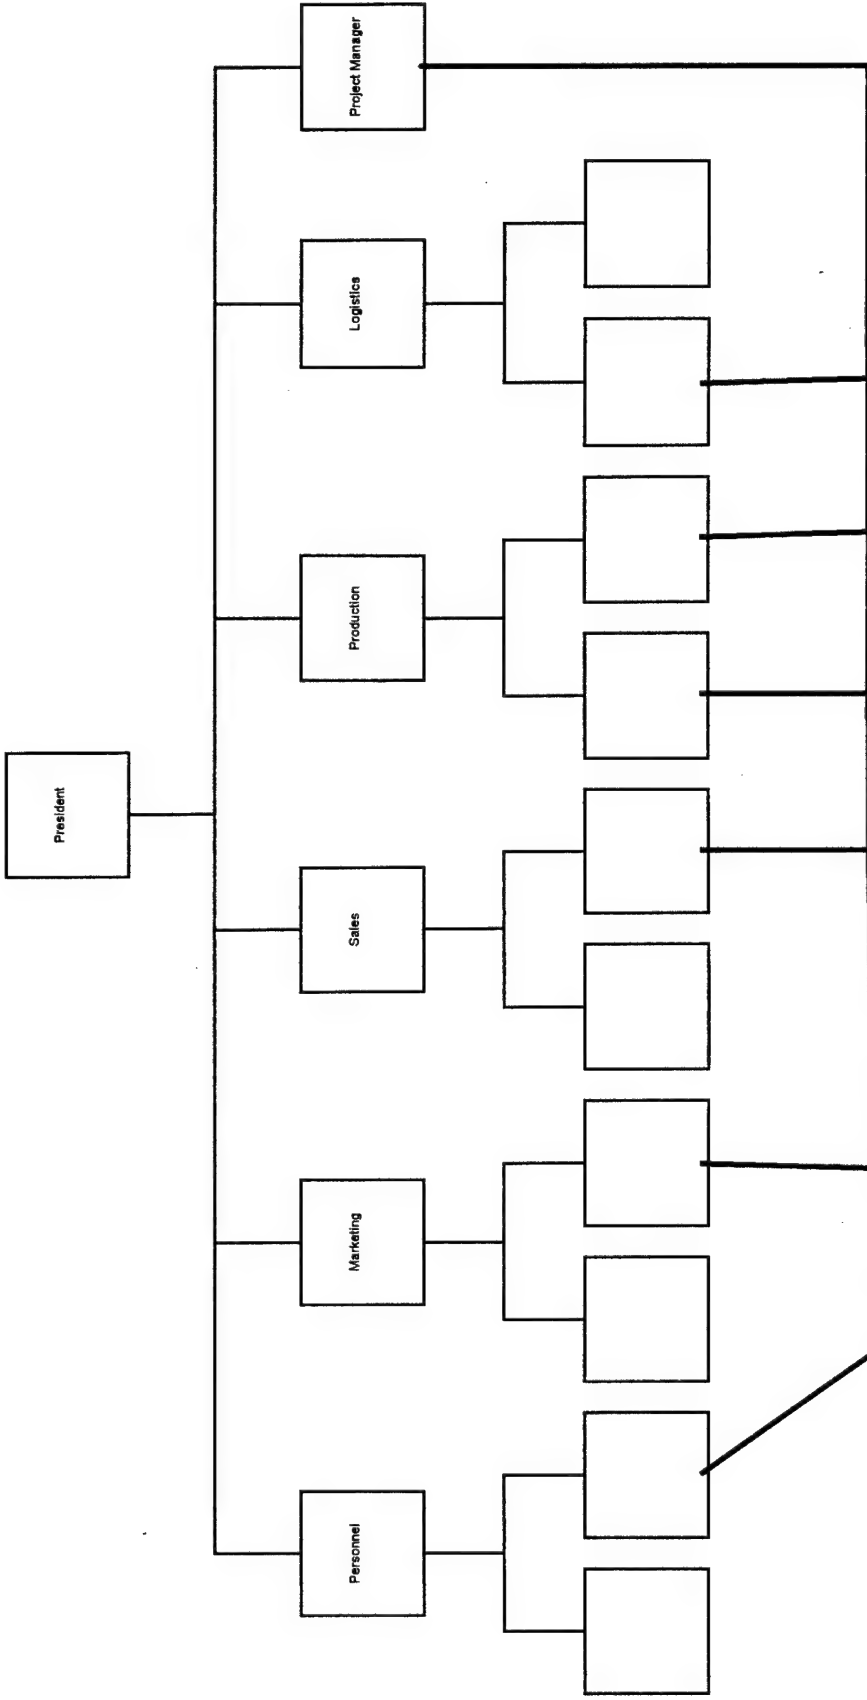 President
Personnel
Marketing
Sales
Production
Logistics
Project Manager